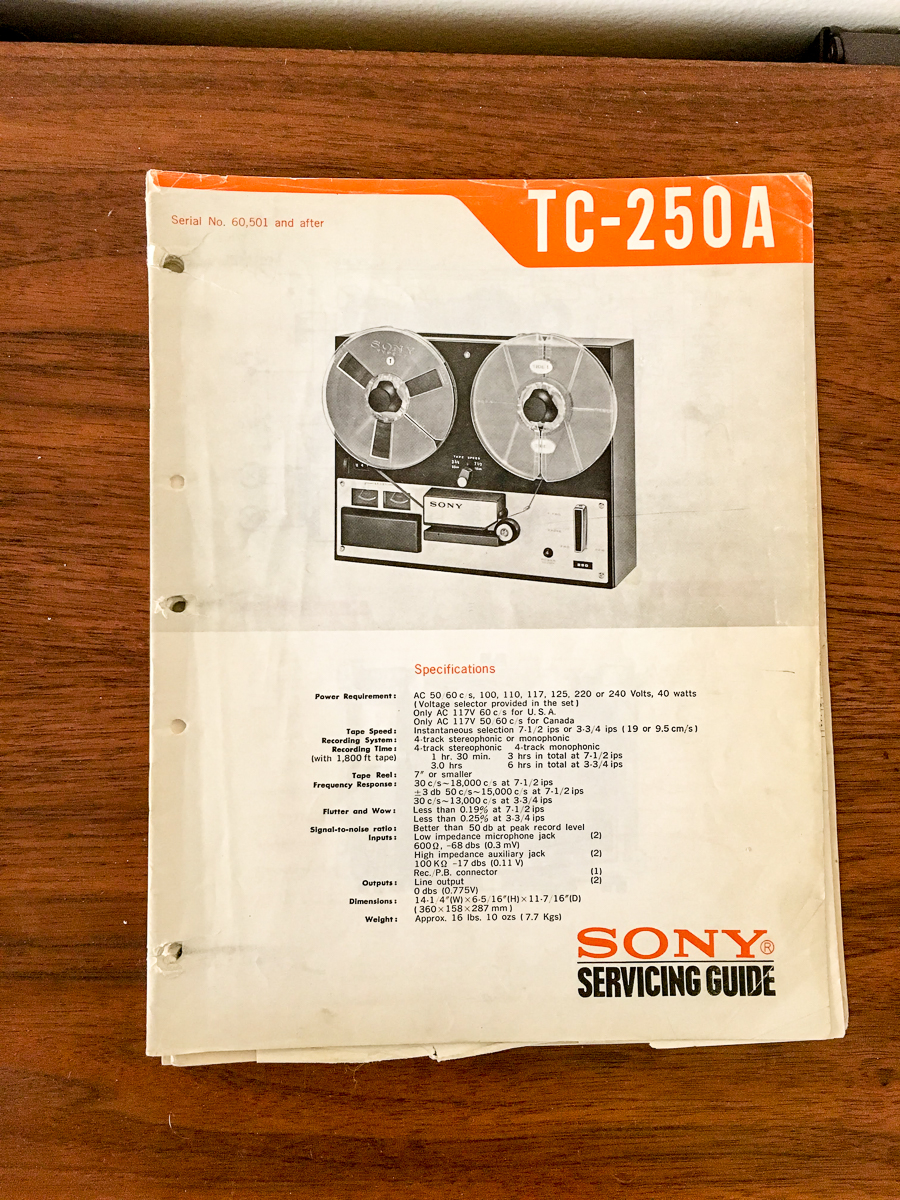 TC-250A
Serial No. 60,501 and after
SONY
TAPE SPEED
SONY
Specifications
Power Requirement: AC 50/60 c/s, 100, 110, 117, 125, 220 or 240 Volts, 40 watts
(Voltage selector provided in the set)
Only AC 117V 60 c/s for U.S.A.
Only AC 117V 50/60 c/s for Canada
Tape Speed: Instantaneous selection 7-1/2 ips or 3-3/4 ips (19 or 9.5 cm/s)
Recording System: 4-track stereophonic or monophonic
Recording Time: 4-track stereophonic 4-track monophonic
(with 1,800 ft tape) 1 hr. 30 min. 3 hrs in total at 7-1/2 ips
3.0 hrs 6 hrs in total at 3-3/4 ips
Tape Reel: 7″ or smaller
Frequency Response: 30 c/s~18,000 c/s at 7-1/2 ips
±3 db 50 c/s~15,000 c/s at 7-1/2 ips
30 c/s~13,000 c/s at 3-3/4 ips
Flutter and Wow: Less than 0.19% at 7-1/2 ips
Less than 0.25% at 3-3/4 ips
Signal-to-noise ratio: Better than 50 db at peak record level
Inputs: Low impedance microphone jack (2)
600Ω, -68 dbs (0.3 mV)
High impedance auxiliary jack (2)
100 KΩ -17 dbs (0.11 V)
Rec./P.B. connector (1)
Outputs: Line output (2)
0 dbs (0.775V)
Dimensions: 14-1/4″(W)×6-5/16″(H)×11-7/16″(D)
(360×158×287 mm)
Weight: Approx. 16 lbs. 10 ozs (7.7 Kgs)
SONY®
SERVICING GUIDE